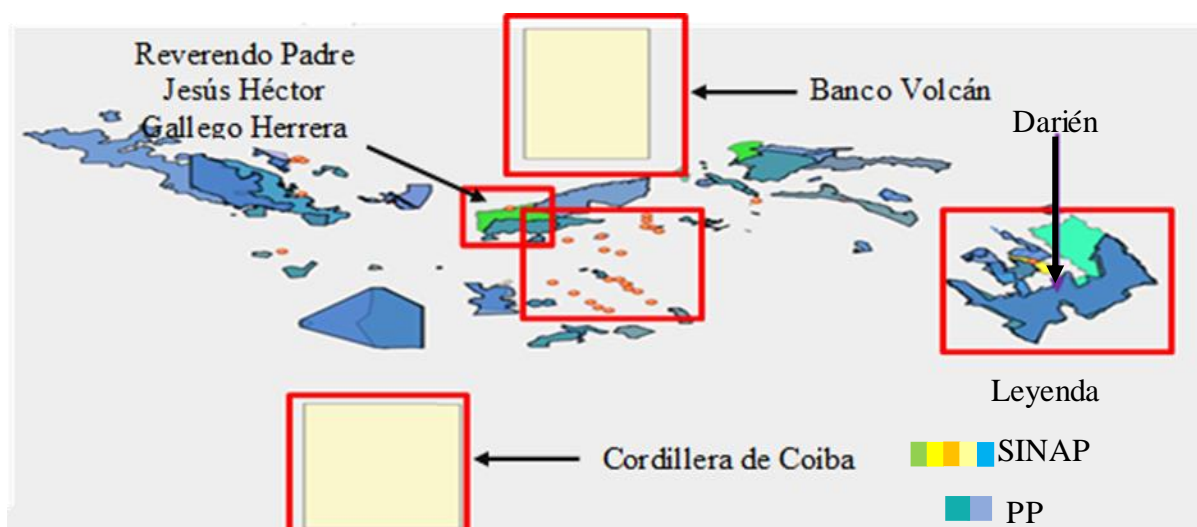 Reverendo Padre
Jesús Héctor
Gallego Herrera
Banco Volcán
Darién
Cordillera de Coiba
Leyenda
SINAP
PP